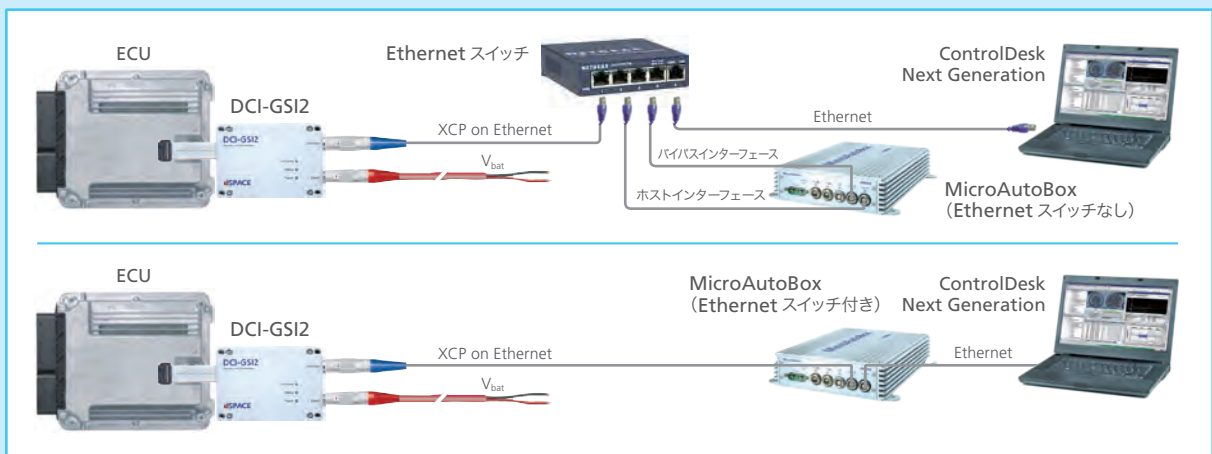 ECU
Ethernet スイッチ
ControlDesk
Next Generation
DCI-GSI2
NETGEAR
DCI-GSI2
dSPACE
XCP on Ethernet
Vbat
Ethernet
バイパスインターフェース
ホストインターフェース
MicroAutoBox
（Ethernet スイッチなし）
ECU
MicroAutoBox
（Ethernet スイッチ付き）
ControlDesk
Next Generation
DCI-GSI2
DCI-GSI2
dSPACE
XCP on Ethernet
Vbat
Ethernet